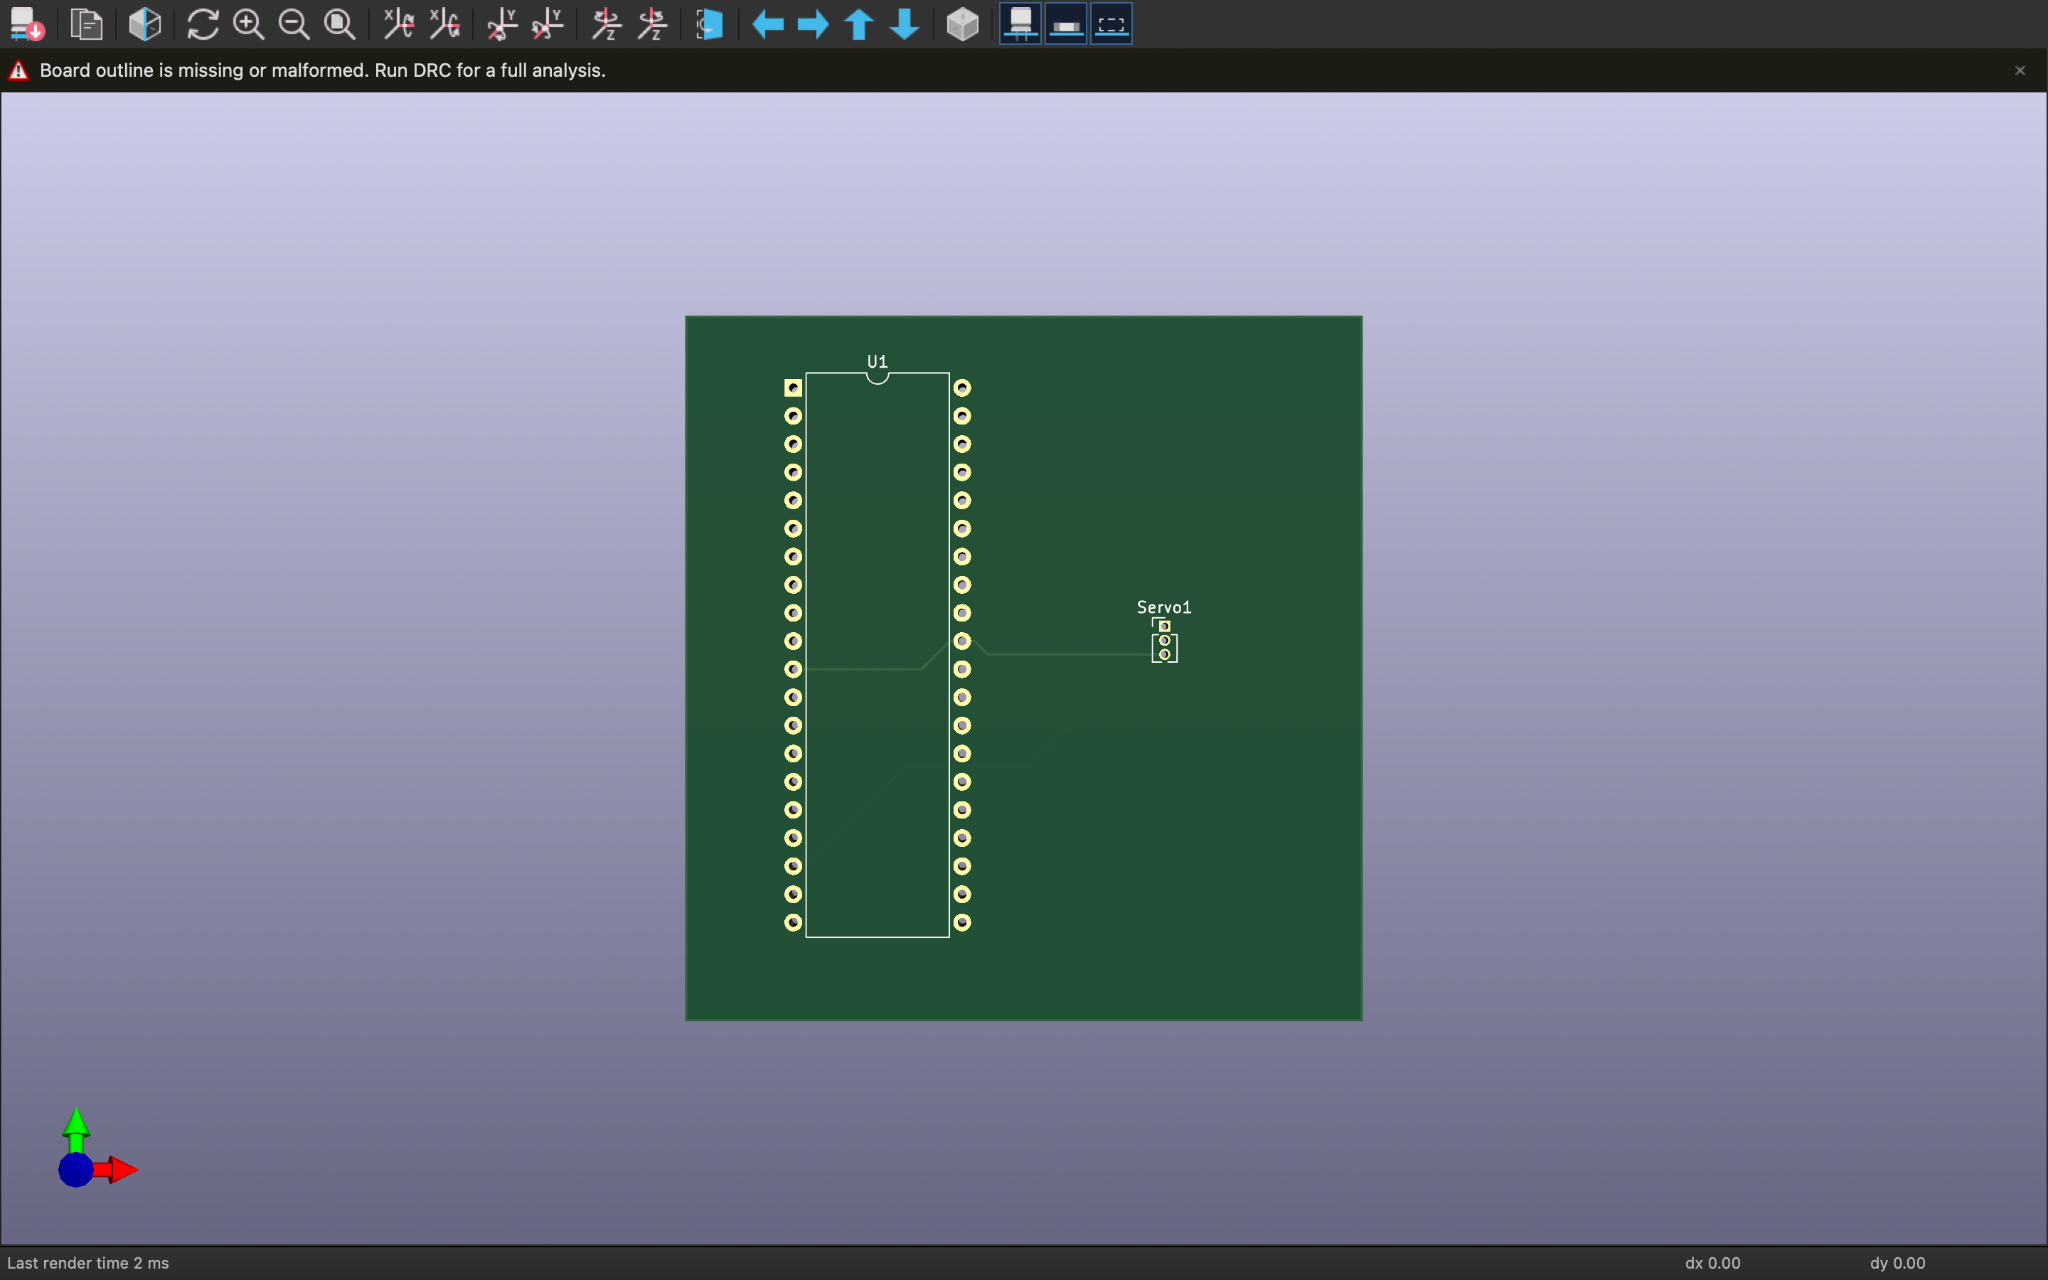 Board outline is missing or malformed. Run DRC for a full analysis.
U1
Servo1
Last render time 2 ms
dx 0.00
dy 0.00